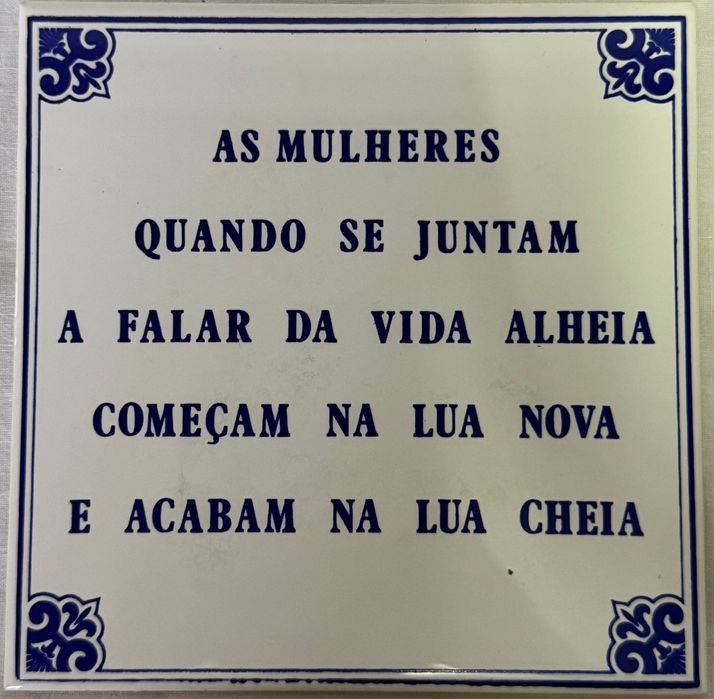 AS MULHERES
QUANDO SE JUNTAM
A FALAR DA VIDA ALHEIA
COMEÇAM NA LUA NOVA
E ACABAM NA LUA CHEIA